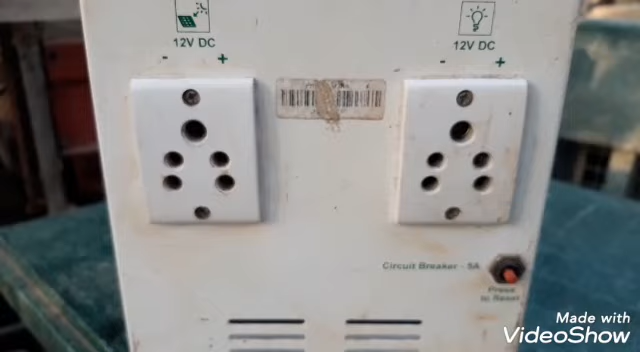 12V DC
- +
12V DC
- +
Circuit Breaker - 5A
Press
to Reset
Made with
VideoShow